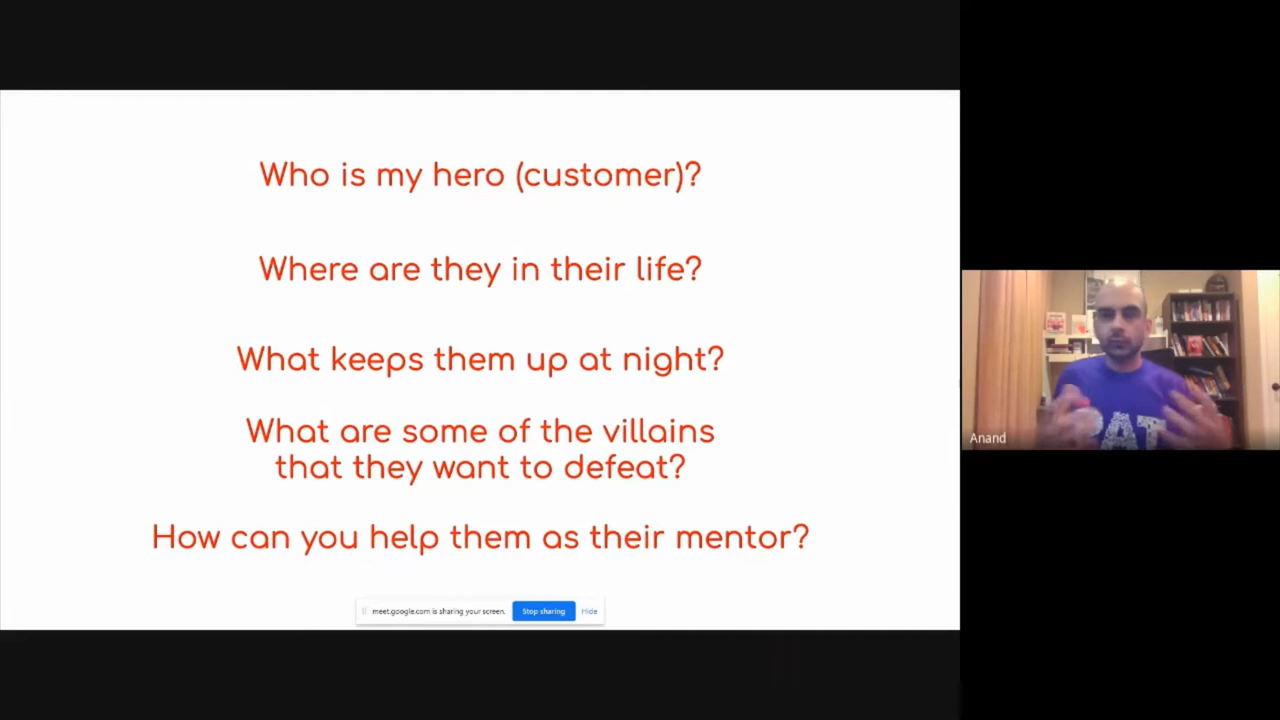 Who is my hero (customer)?
Where are they in their life?
What keeps them up at night?
What are some of the villains
that they want to defeat?
How can you help them as their mentor?
meet.google.com is sharing your screen.
Stop sharing
Hide
Anand